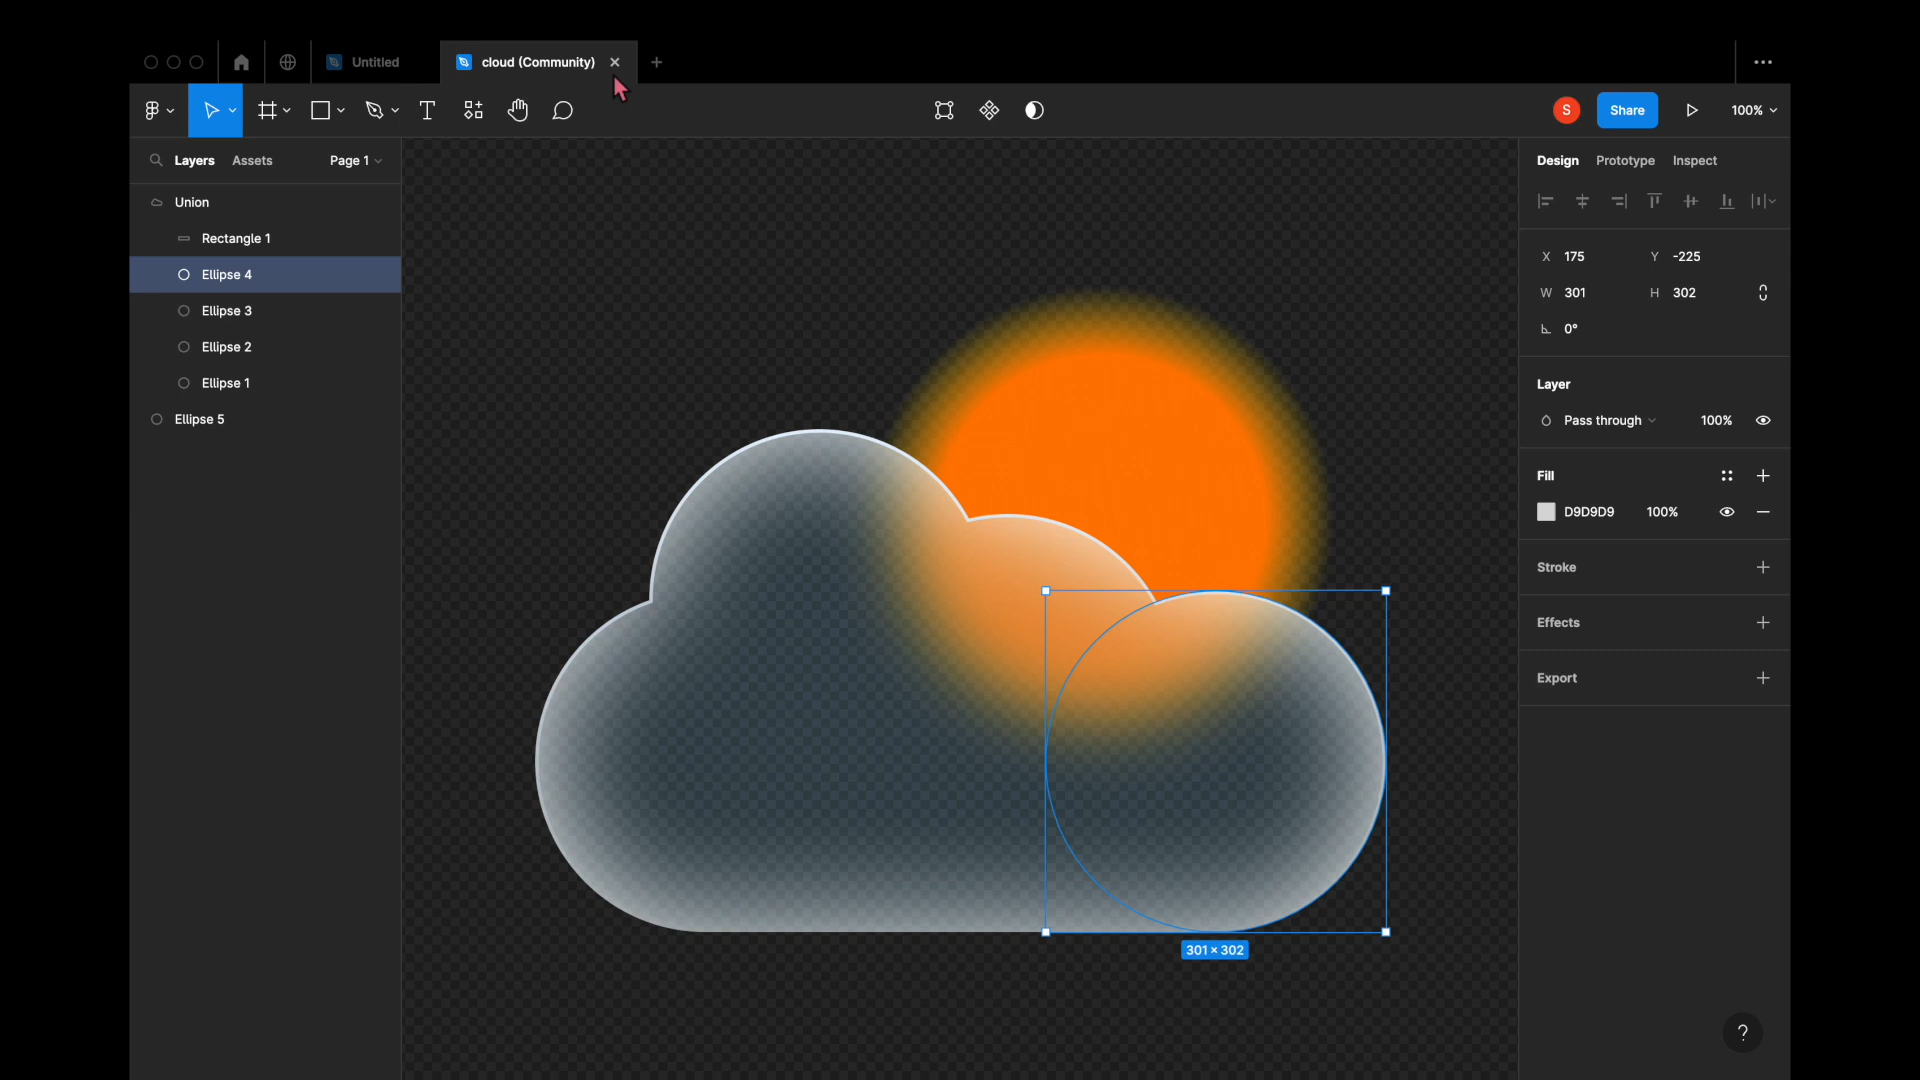 Untitled
cloud (Community)
S
Share
100%
Layers
Assets
Page 1
Design
Prototype
Inspect
Union
Rectangle 1
Ellipse 4
Ellipse 3
Ellipse 2
Ellipse 1
Ellipse 5
X 175
Y -225
W 301
H 302
0°
Layer
Pass through
100%
Fill
D9D9D9
100%
Stroke
Effects
Export
301 × 302
?